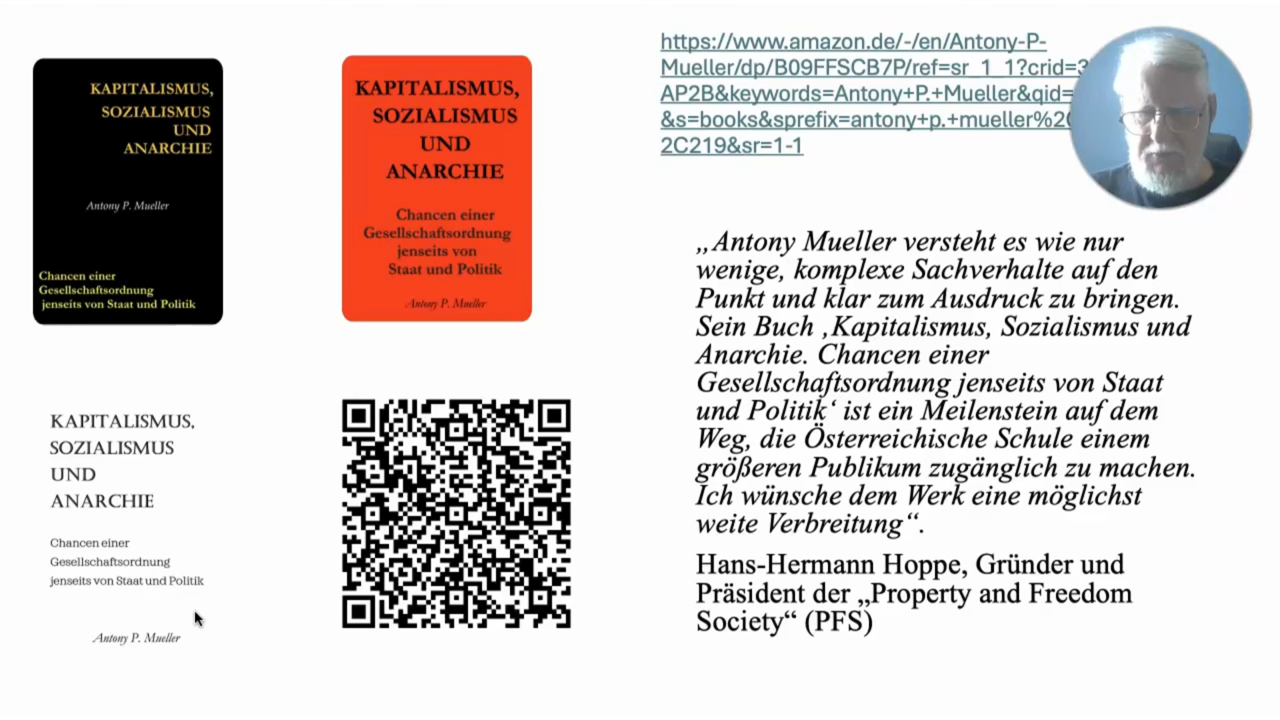 KAPITALISMUS,
SOZIALISMUS
UND
ANARCHIE
Antony P. Mueller
Chancen einer
Gesellschaftsordnung
jenseits von Staat und Politik
KAPITALISMUS,
SOZIALISMUS
UND
ANARCHIE
Chancen einer
Gesellschaftsordnung
jenseits von
Staat und Politik
Antony P. Mueller
KAPITALISMUS,
SOZIALISMUS
UND
ANARCHIE
Chancen einer
Gesellschaftsordnung
jenseits von Staat und Politik
Antony P. Mueller
https://www.amazon.de/-/en/Antony-P-
Mueller/dp/B09FFSCB7P/ref=sr_1_1?crid=3
AP2B&keywords=Antony+P.+Mueller&qid=
&s=books&sprefix=antony+p.+mueller%2
2C219&sr=1-1
„Antony Mueller versteht es wie nur
wenige, komplexe Sachverhalte auf den
Punkt und klar zum Ausdruck zu bringen.
Sein Buch ‚Kapitalismus, Sozialismus und
Anarchie. Chancen einer
Gesellschaftsordnung jenseits von Staat
und Politik‘ ist ein Meilenstein auf dem
Weg, die Österreichische Schule einem
größeren Publikum zugänglich zu machen.
Ich wünsche dem Werk eine möglichst
weite Verbreitung“.
Hans-Hermann Hoppe, Gründer und
Präsident der „Property and Freedom
Society“ (PFS)